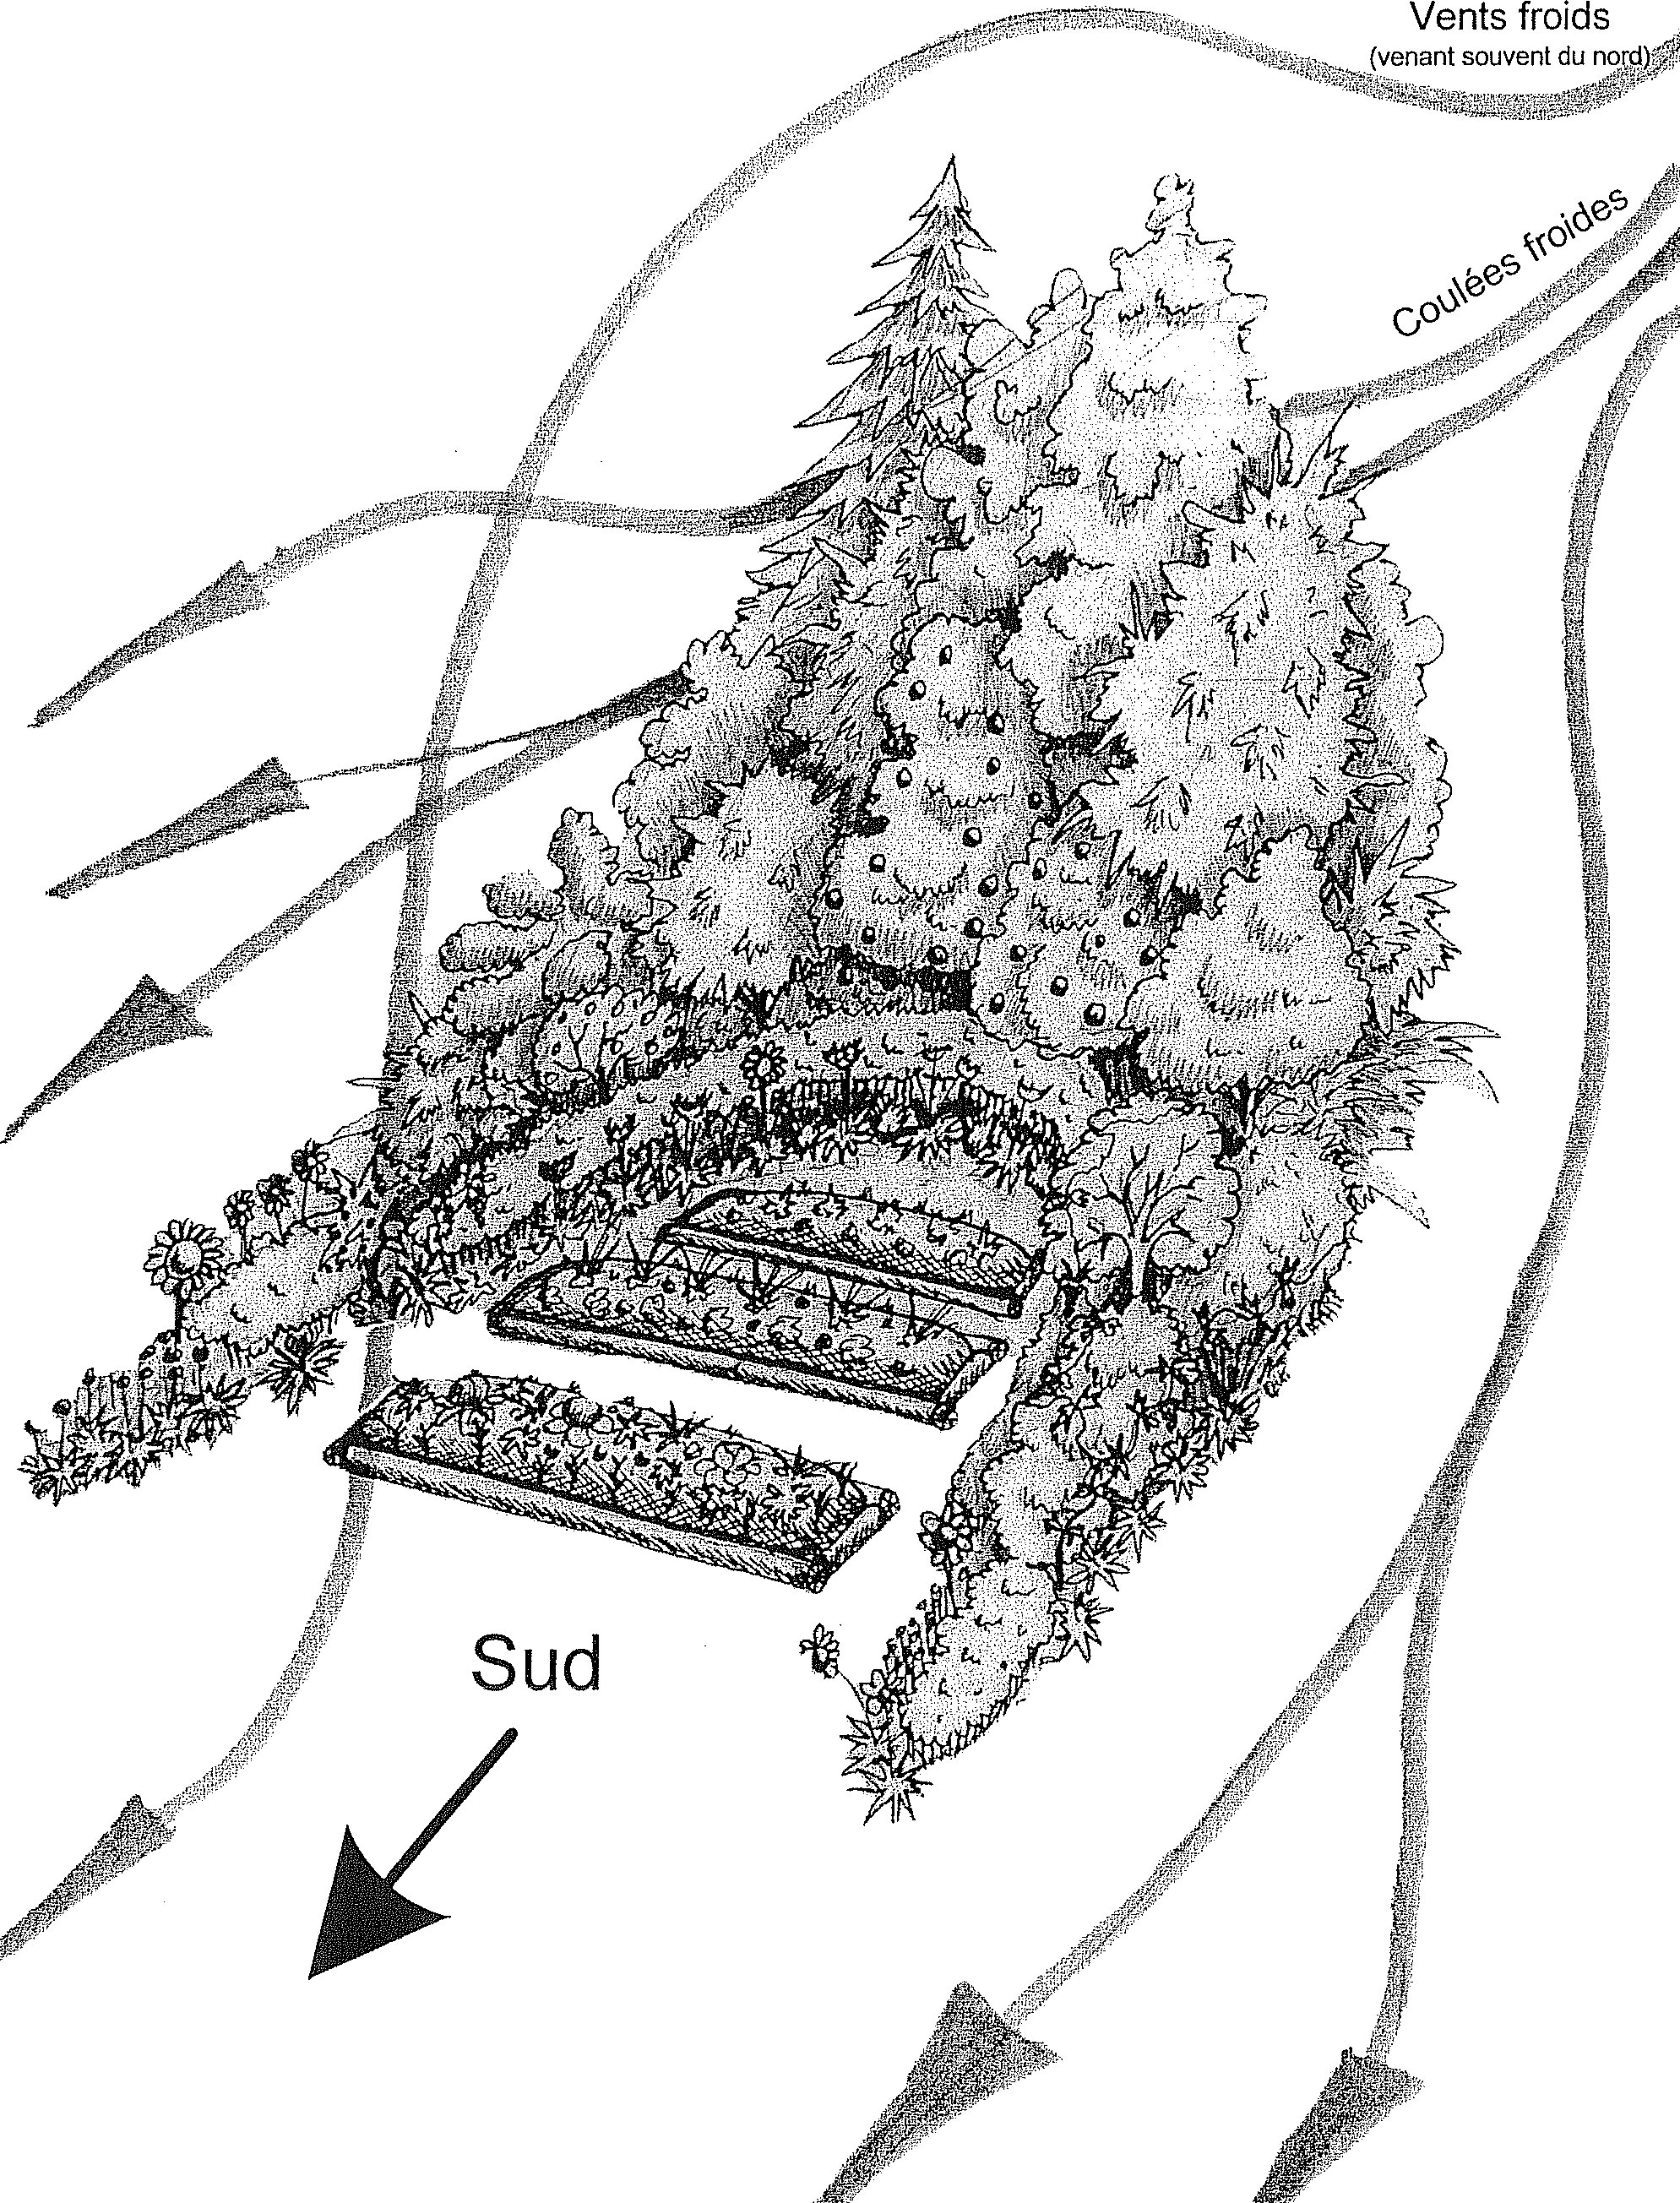 Vents froids
(venant souvent du nord)
Coulées froides
Sud